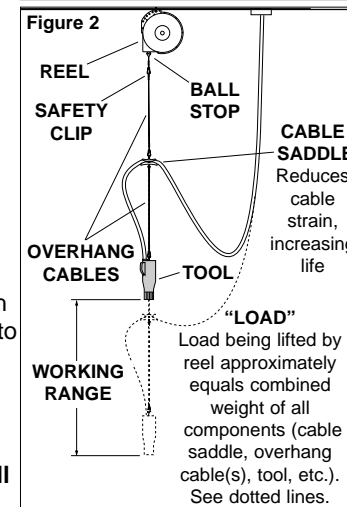 Figure 2
REEL
BALL
STOP
SAFETY
CLIP
CABLE
SADDLE
Reduces
cable
strain,
increasing
life
OVERHANG
CABLES
TOOL
to
WORKING
RANGE
“LOAD”
Load being lifted by
reel approximately
equals combined
weight of all
components (cable
saddle, overhang
cable(s), tool, etc.).
See dotted lines.